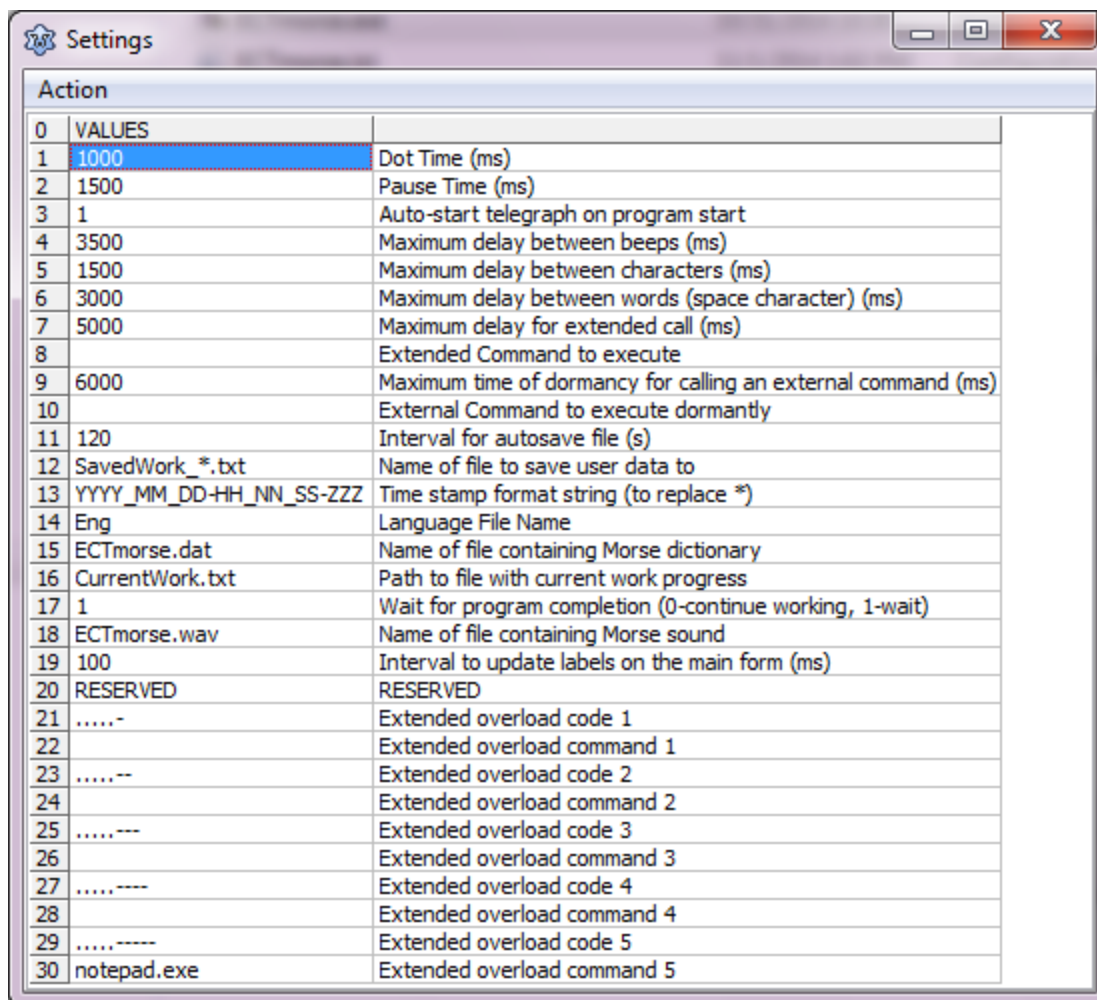 Settings
Action
0 VALUES
1 1000 Dot Time (ms)
2 1500 Pause Time (ms)
3 1 Auto-start telegraph on program start
4 3500 Maximum delay between beeps (ms)
5 1500 Maximum delay between characters (ms)
6 3000 Maximum delay between words (space character) (ms)
7 5000 Maximum delay for extended call (ms)
8 Extended Command to execute
9 6000 Maximum time of dormancy for calling an external command (ms)
10 External Command to execute dormantly
11 120 Interval for autosave file (s)
12 SavedWork_*.txt Name of file to save user data to
13 YYYY_MM_DD-HH_NN_SS-ZZZ Time stamp format string (to replace *)
14 Eng Language File Name
15 ECTmorse.dat Name of file containing Morse dictionary
16 CurrentWork.txt Path to file with current work progress
17 1 Wait for program completion (0-continue working, 1-wait)
18 ECTmorse.wav Name of file containing Morse sound
19 100 Interval to update labels on the main form (ms)
20 RESERVED RESERVED
21 .....- Extended overload code 1
22 Extended overload command 1
23 .....-- Extended overload code 2
24 Extended overload command 2
25 .....--- Extended overload code 3
26 Extended overload command 3
27 .....---- Extended overload code 4
28 Extended overload command 4
29 .....----- Extended overload code 5
30 notepad.exe Extended overload command 5